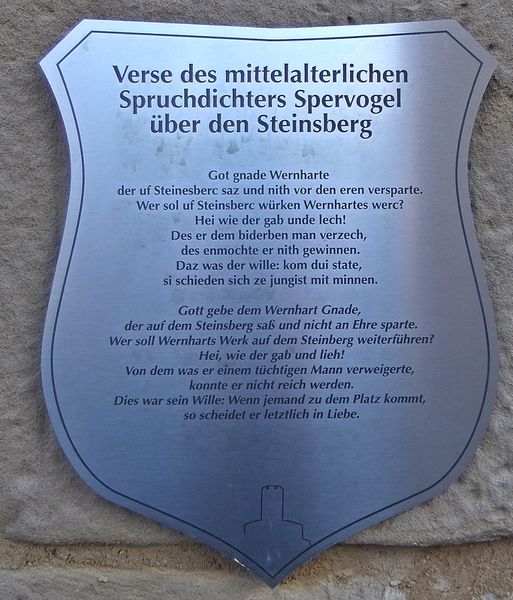 Verse des mittelalterlichen
Spruchdichters Spervogel
über den Steinsberg
Got gnade Wernharte
der uf Steinesberc saz und nith vor den eren versparte.
Wer sol uf Steinsberc würken Wernhartes werc?
Hei wie der gab unde lech!
Des er dem biderben man verzech,
des enmochte er nith gewinnen.
Daz was der wille: kom dui state,
si schieden sich ze jungist mit minnen.
Gott gebe dem Wernhart Gnade,
der auf dem Steinsberg saß und nicht an Ehre sparte.
Wer soll Wernharts Werk auf dem Steinberg weiterführen?
Hei, wie der gab und lieh!
Von dem was er einem tüchtigen Mann verweigerte,
konnte er nicht reich werden.
Dies war sein Wille: Wenn jemand zu dem Platz kommt,
so scheidet er letztlich in Liebe.